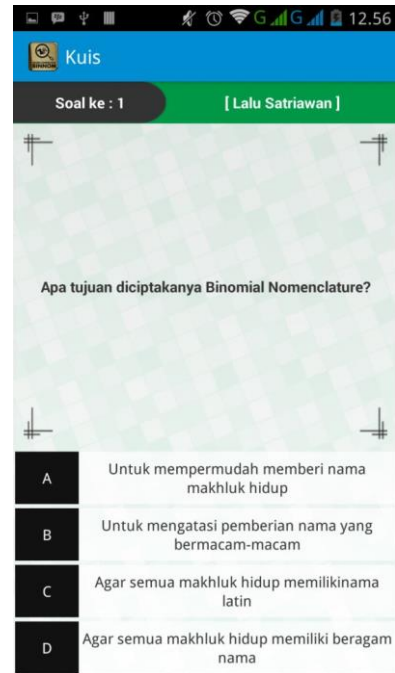 G G 12.56
BINNOM Kuis
Soal ke : 1 [ Lalu Satriawan ]
Apa tujuan diciptakanya Binomial Nomenclature?
A Untuk mempermudah memberi nama
makhluk hidup
B Untuk mengatasi pemberian nama yang
bermacam-macam
C Agar semua makhluk hidup memilikinama
latin
D Agar semua makhluk hidup memiliki beragam
nama